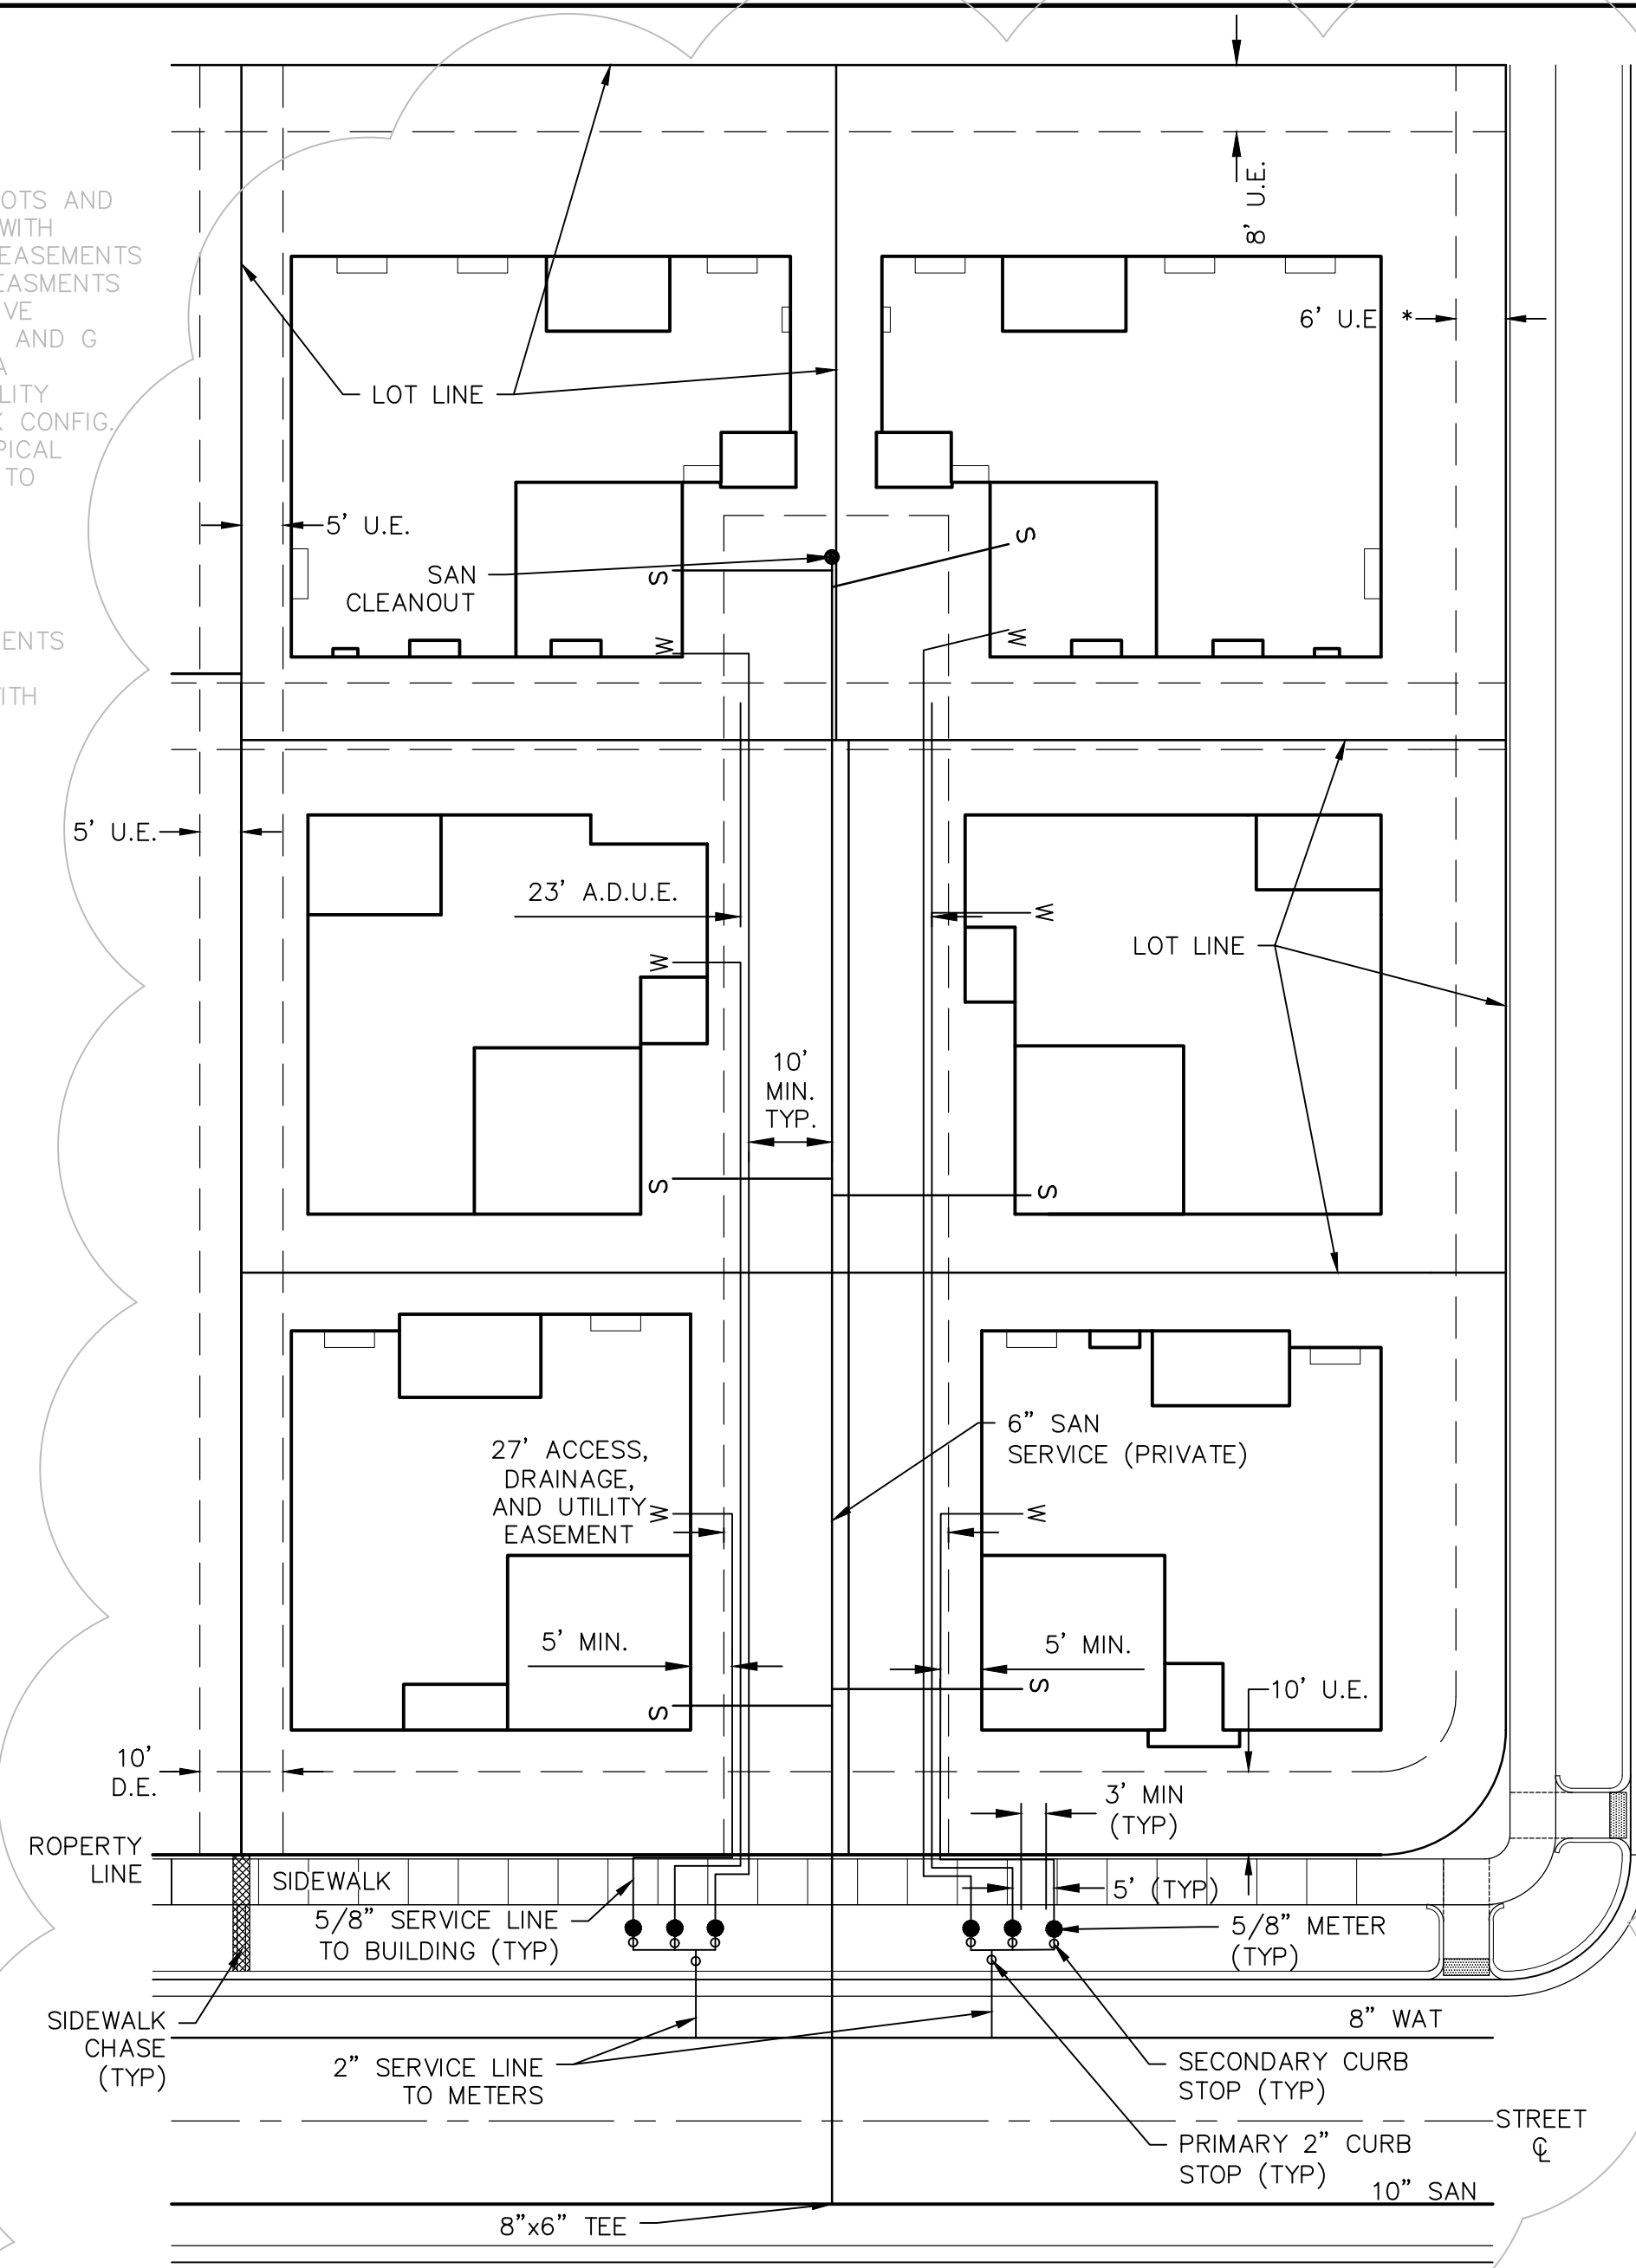 OTS AND
WITH
EASEMENTS
EASMENTS
VE
AND G
A
LITY
K CONFIG.
PICAL
TO
ENTS
WITH
8' U.E.
6' U.E *
LOT LINE
5' U.E.
SAN
CLEANOUT
S
S
W
W
5' U.E.
23' A.D.U.E.
W
W
LOT LINE
10'
MIN.
TYP.
S
S
6" SAN
SERVICE (PRIVATE)
27' ACCESS,
DRAINAGE,
AND UTILITY
EASEMENT
W
W
5' MIN.
5' MIN.
S
S
10' U.E.
10'
D.E.
3' MIN
(TYP)
ROPERTY
LINE
SIDEWALK
5' (TYP)
5/8" SERVICE LINE
TO BUILDING (TYP)
5/8" METER
(TYP)
SIDEWALK
CHASE
(TYP)
8" WAT
2" SERVICE LINE
TO METERS
SECONDARY CURB
STOP (TYP)
STREET
℄
PRIMARY 2" CURB
STOP (TYP)
10" SAN
8"x6" TEE